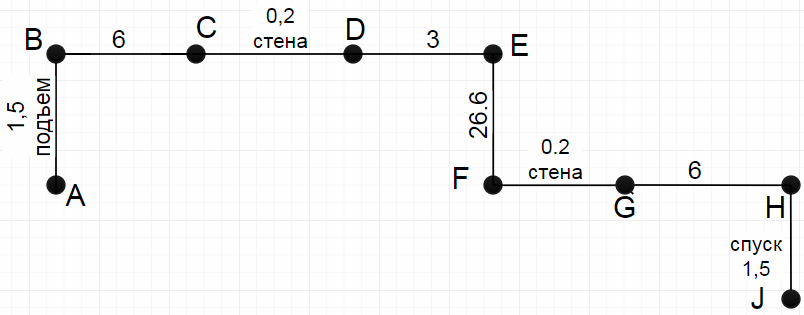 B
6
C
0,2
стена
D
3
E
1,5
подъем
A
26.6
F
0.2
стена
G
6
H
спуск
1,5
J